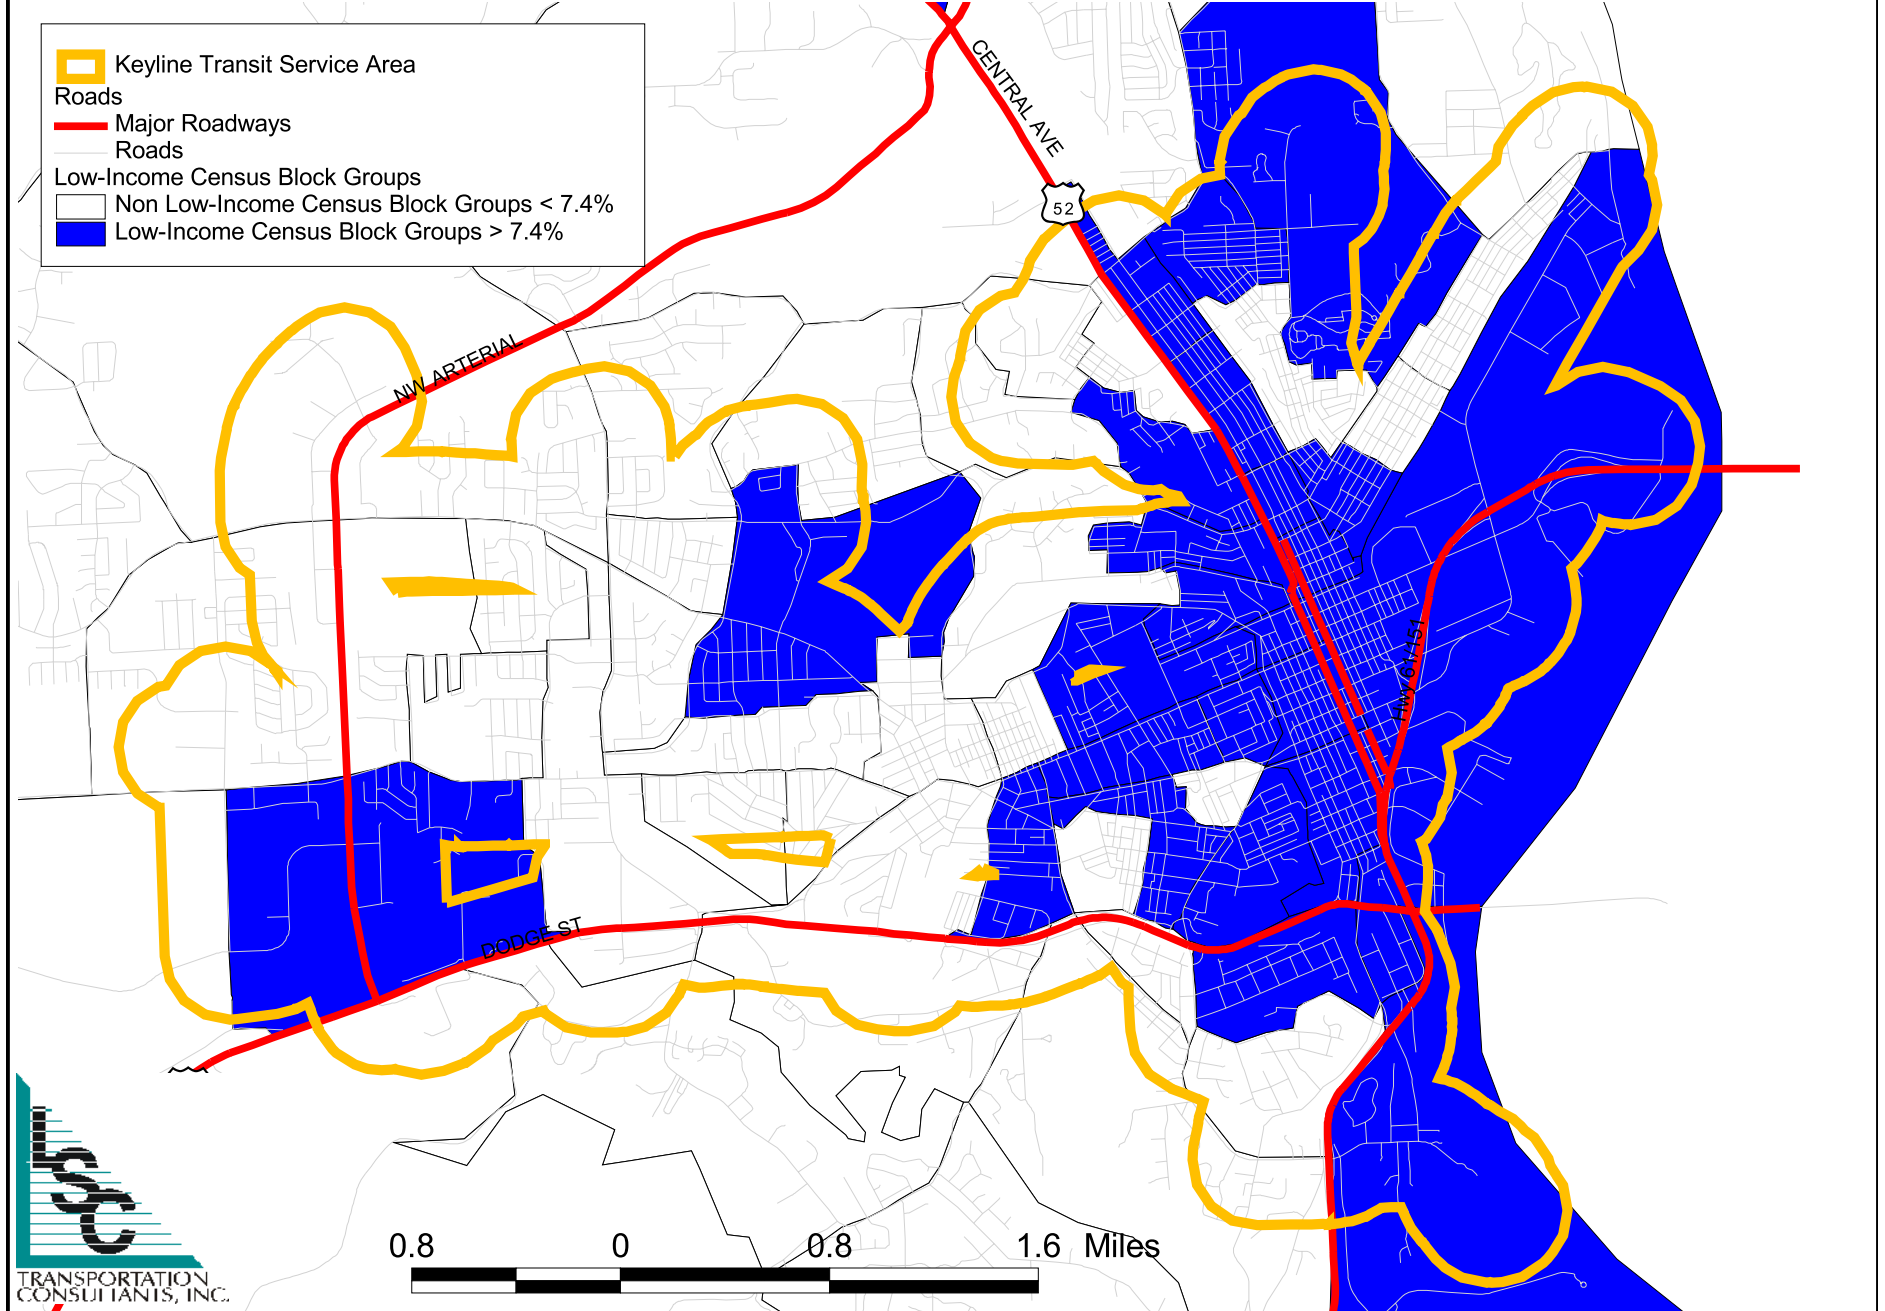 Keyline Transit Service Area
Roads
Major Roadways
Roads
Low-Income Census Block Groups
Non Low-Income Census Block Groups < 7.4%
Low-Income Census Block Groups > 7.4%
CENTRAL AVE
52
NW ARTERIAL
HWY 61/151
DODGE ST
0.8 0 0.8 1.6 Miles
LSC
TRANSPORTATION
CONSULTANTS, INC.